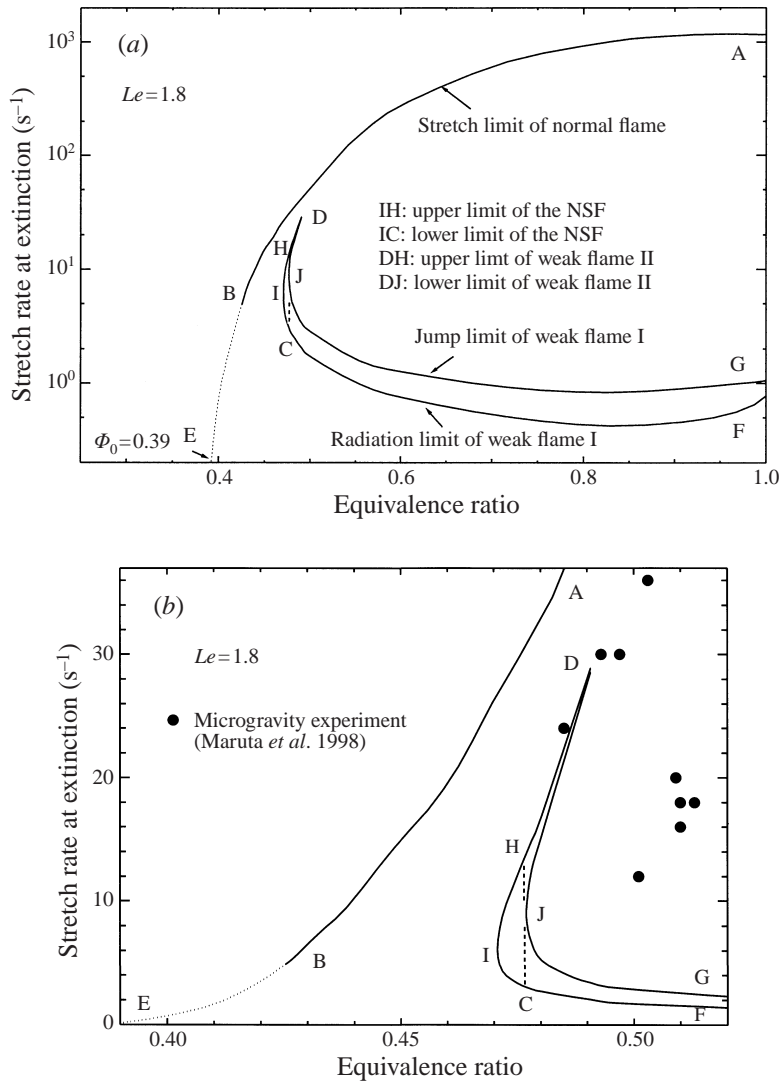 (a)
Le=1.8
A
Stretch limit of normal flame
D
IH: upper limit of the NSF
IC: lower limit of the NSF
DH: upper limt of weak flame II
DJ: lower limit of weak flame II
H
J
B
I
C
Jump limit of weak flame I
G
E
Φ0=0.39
Radiation limit of weak flame I
F
10³
10²
10¹
10⁰
Stretch rate at extinction (s⁻¹)
0.4
0.6
0.8
1.0
Equivalence ratio
(b)
A
Le=1.8
D
Microgravity experiment
(Maruta et al. 1998)
H
J
B
I
G
E
C
F
30
20
10
0
Stretch rate at extinction (s⁻¹)
0.40
0.45
0.50
Equivalence ratio